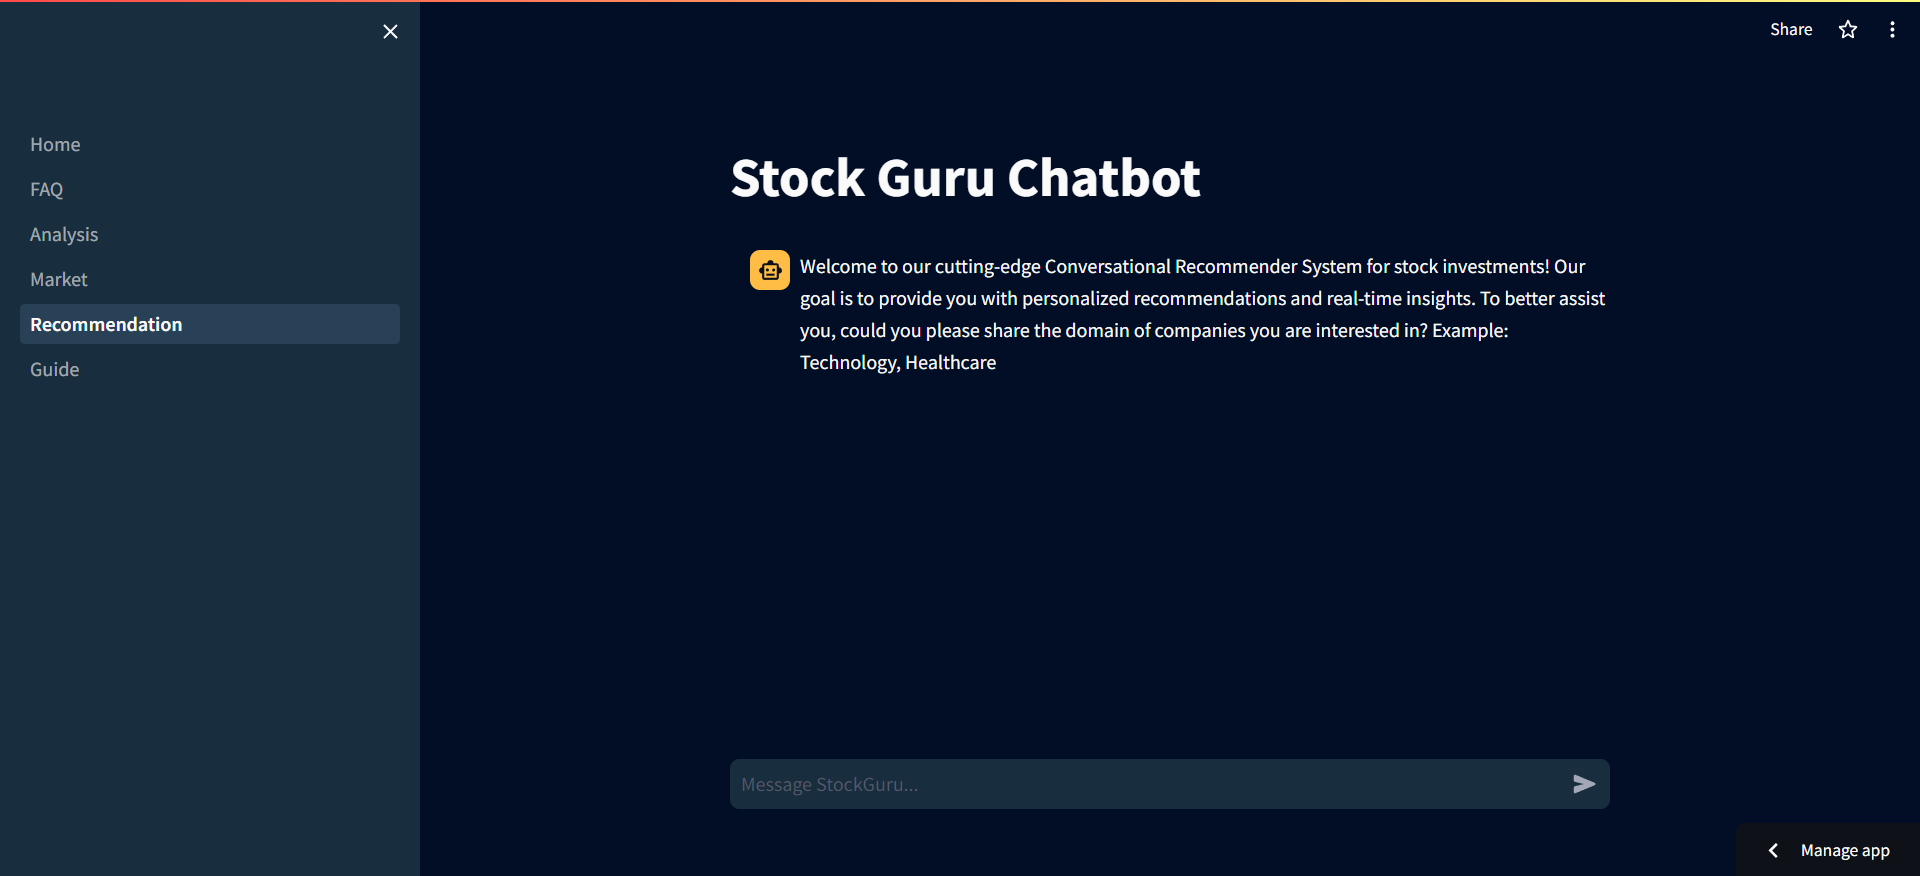 Share
Home
FAQ
Analysis
Market
Recommendation
Guide
Stock Guru Chatbot
Welcome to our cutting-edge Conversational Recommender System for stock investments! Our
goal is to provide you with personalized recommendations and real-time insights. To better assist
you, could you please share the domain of companies you are interested in? Example:
Technology, Healthcare
Message StockGuru...
Manage app